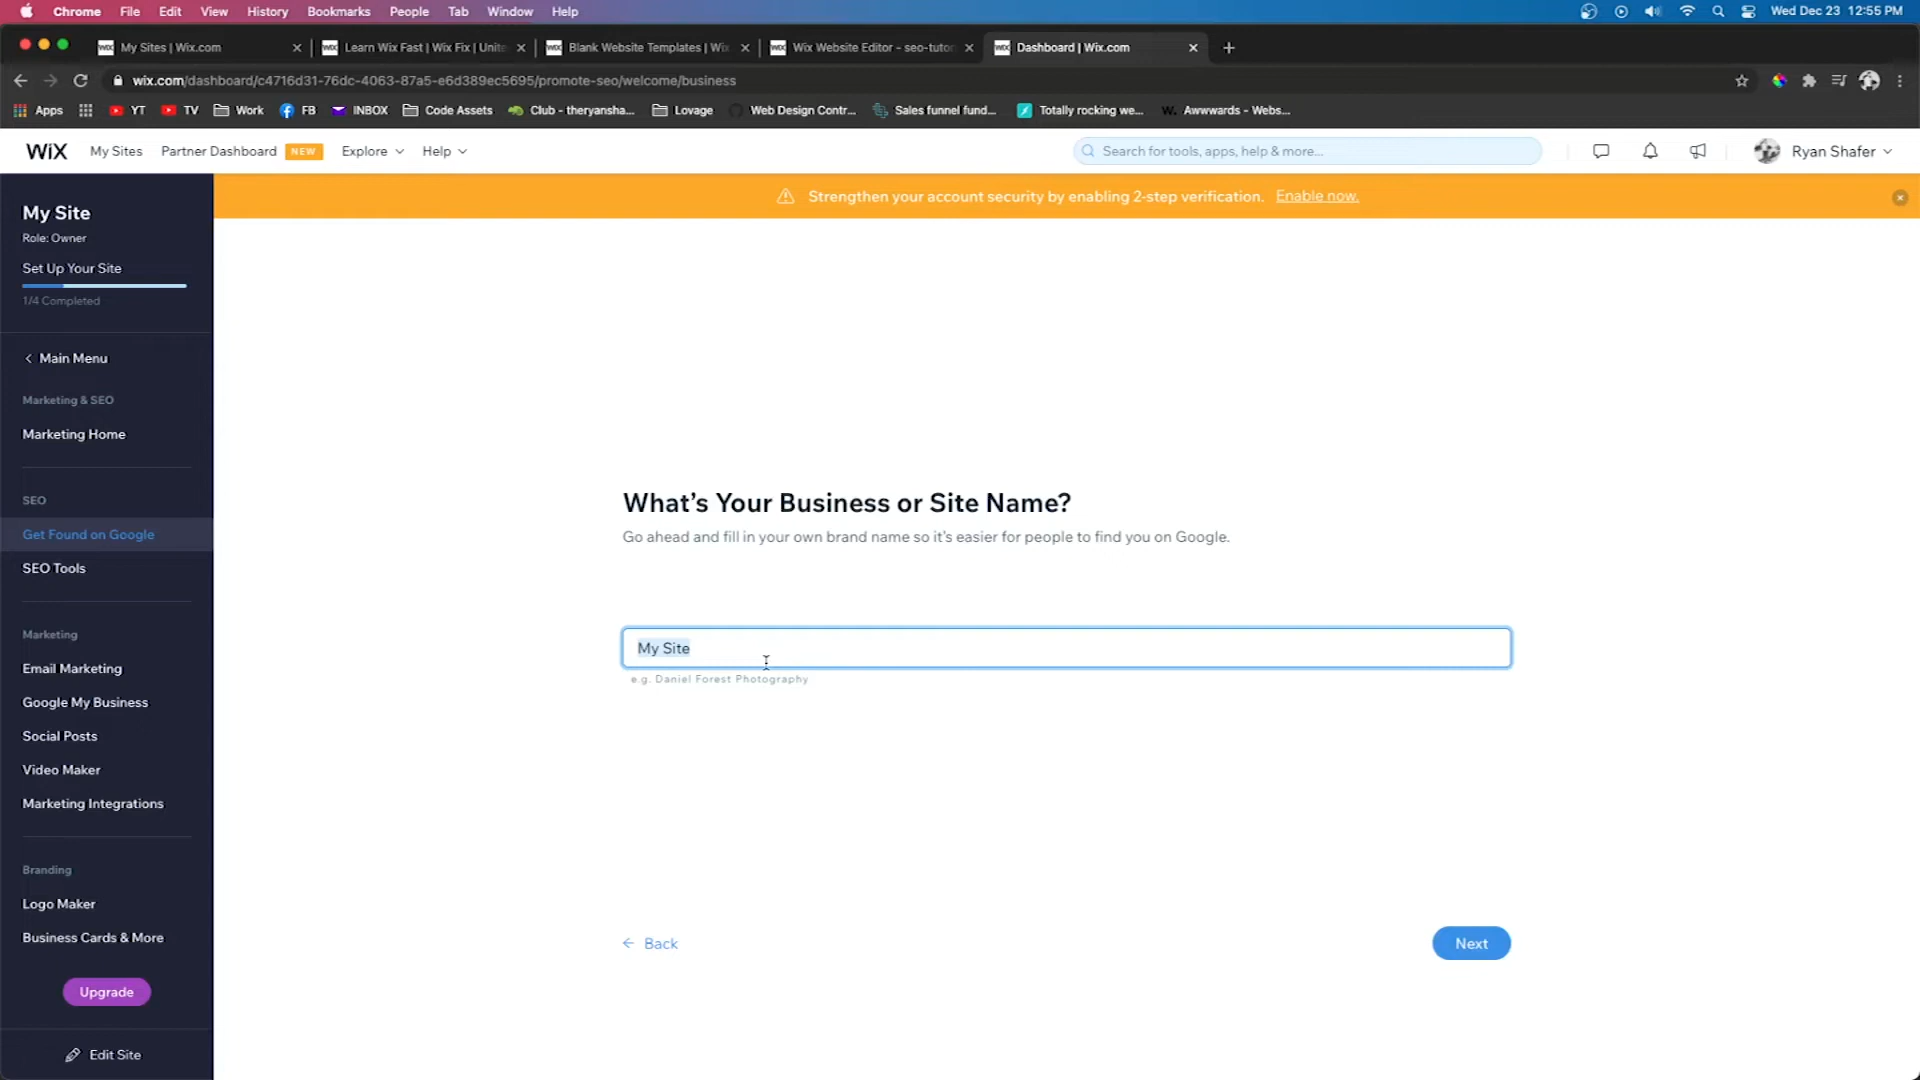 Chrome File Edit View History Bookmarks People Tab Window Help Wed Dec 23 12:55 PM
My Sites | Wix.com Learn Wix Fast | Wix Fix | Unite Blank Website Templates | Wix Wix Website Editor - seo-tutor Dashboard | Wix.com
wix.com/dashboard/c4716d31-76dc-4063-87a5-e6d389ec5695/promote-seo/welcome/business
Apps YT TV Work FB INBOX Code Assets Club - theryansha... Lovage Web Design Contr... Sales funnel fund... Totally rocking we... W. Awwwards - Webs...
WiX My Sites Partner Dashboard NEW Explore Help Search for tools, apps, help & more... Ryan Shafer
Strengthen your account security by enabling 2-step verification. Enable now.
My Site
Role: Owner
Set Up Your Site
1/4 Completed
Main Menu
Marketing & SEO
Marketing Home
SEO
Get Found on Google
SEO Tools
Marketing
Email Marketing
Google My Business
Social Posts
Video Maker
Marketing Integrations
Branding
Logo Maker
Business Cards & More
Upgrade
Edit Site
What's Your Business or Site Name?
Go ahead and fill in your own brand name so it's easier for people to find you on Google.
My Site
e.g. Daniel Forest Photography
Back
Next